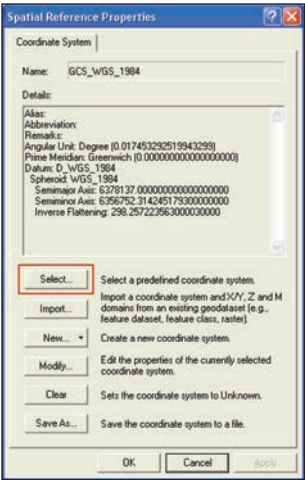 Spatial Reference Properties
Coordinate System
Name: GCS_WGS_1984
Details:
Alias:
Abbreviation:
Remarks:
Angular Unit: Degree (0.017453292519943299)
Prime Meridian: Greenwich (0.000000000000000000)
Datum: D_WGS_1984
Spheroid: WGS_1984
Semimajor Axis: 6378137.000000000000000000
Semiminor Axis: 6356752.314245179300000000
Inverse Flattening: 298.257223563000030000
Select... Select a predefined coordinate system.
Import a coordinate system and X/Y, Z and M
Import... domains from an existing geodataset (e.g.,
feature dataset, feature class, raster).
New... Create a new coordinate system.
Modify... Edit the properties of the currently selected
coordinate system.
Clear Sets the coordinate system to Unknown.
Save As... Save the coordinate system to a file.
OK Cancel Apply